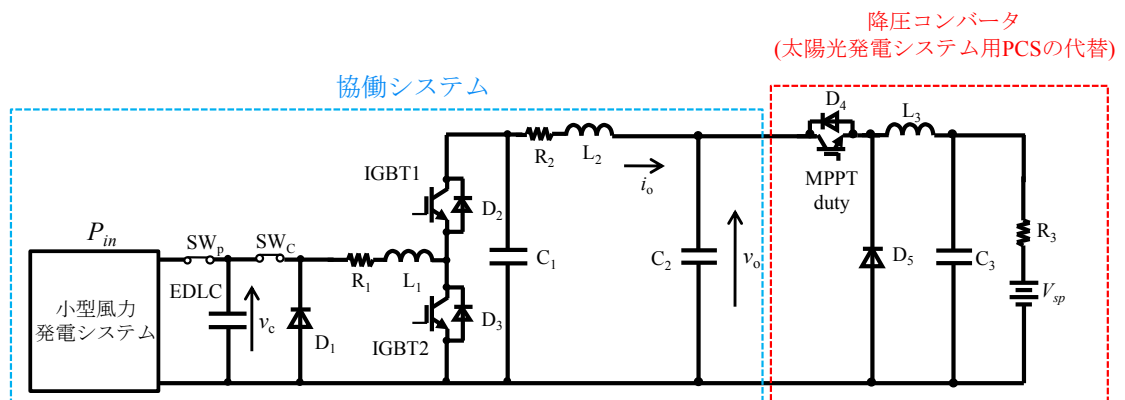 降圧コンバータ
(太陽光発電システム用PCSの代替)
協働システム
D4
L3
R2
L2
IGBT1
io
MPPT
duty
D2
Pin
SWp
SWC
R3
C1
C2
vo
D5
C3
R1
L1
EDLC
Vsp
小型風力
発電システム
vc
D1
D3
IGBT2